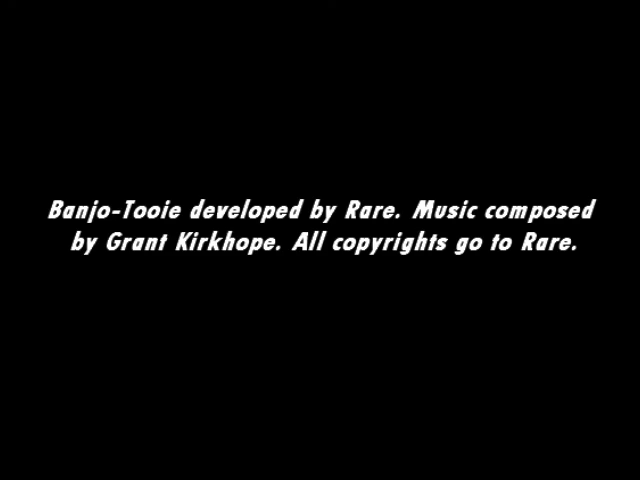 Banjo-Tooie developed by Rare. Music composed
by Grant Kirkhope. All copyrights go to Rare.